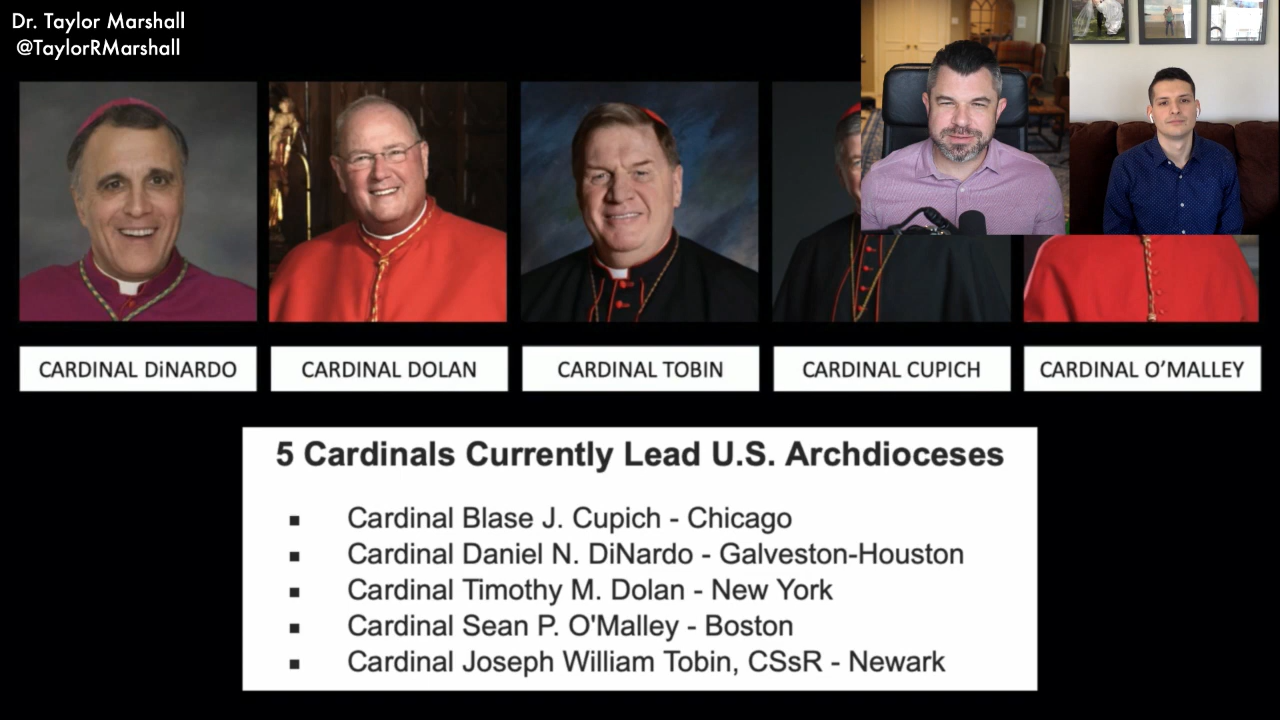 Dr. Taylor Marshall
@TaylorRMarshall
CARDINAL DiNARDO
CARDINAL DOLAN
CARDINAL TOBIN
CARDINAL CUPICH
CARDINAL O’MALLEY
5 Cardinals Currently Lead U.S. Archdioceses
▪ Cardinal Blase J. Cupich - Chicago
▪ Cardinal Daniel N. DiNardo - Galveston-Houston
▪ Cardinal Timothy M. Dolan - New York
▪ Cardinal Sean P. O'Malley - Boston
▪ Cardinal Joseph William Tobin, CSsR - Newark